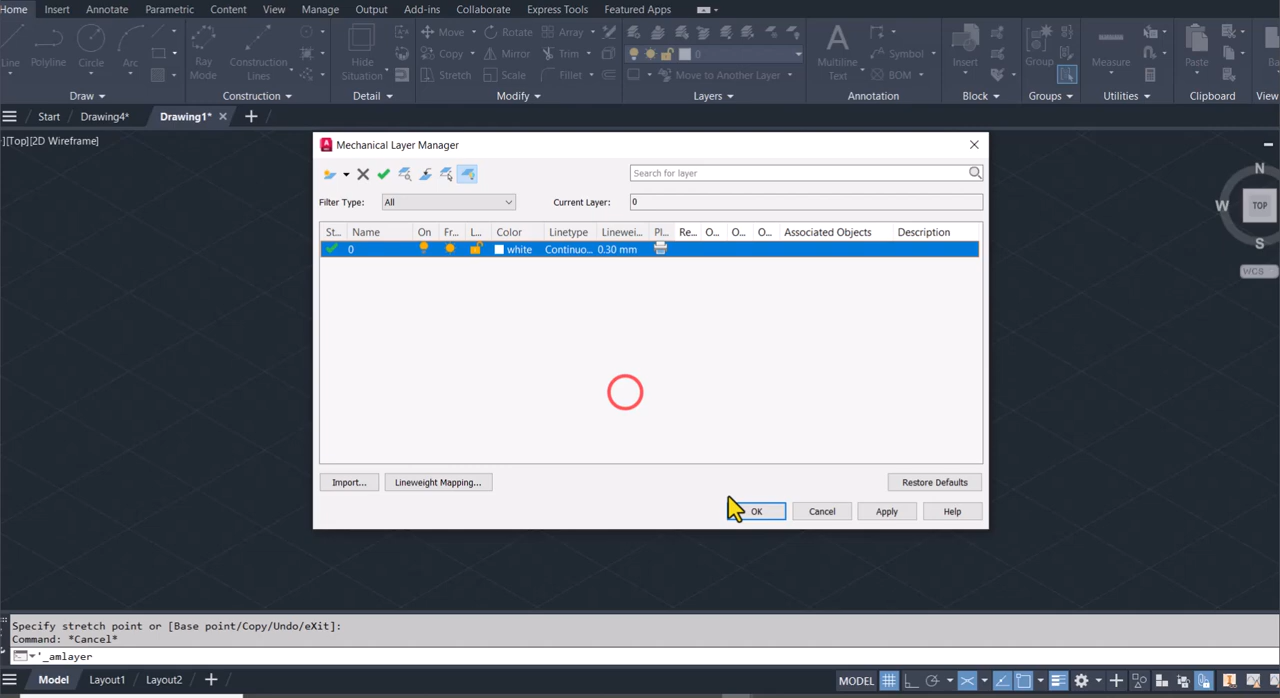 Home Insert Annotate Parametric Content View Manage Output Add-ins Collaborate Express Tools Featured Apps
Move Rotate Array 0
Line Polyline Circle Arc Ray Mode Construction Lines Hide Situation Copy Mirror Trim Multiline Text Symbol Insert Group Measure Paste
Stretch Scale Fillet Move to Another Layer BOM
Draw Construction Detail Modify Layers Annotation Block Groups Utilities Clipboard View
Start Drawing4* Drawing1*
[Top][2D Wireframe]
Mechanical Layer Manager
Search for layer
Filter Type: All Current Layer: 0
St... Name On Fr... L... Color Linetype Linewei... Pl... Re... O... O... O... Associated Objects Description
0 white Continuo... 0.30 mm
N
W TOP
S
WCS
Import... Lineweight Mapping... Restore Defaults
OK Cancel Apply Help
Specify stretch point or [Base point/Copy/Undo/eXit]:
Command: *Cancel*
'_amlayer
Model Layout1 Layout2 MODEL